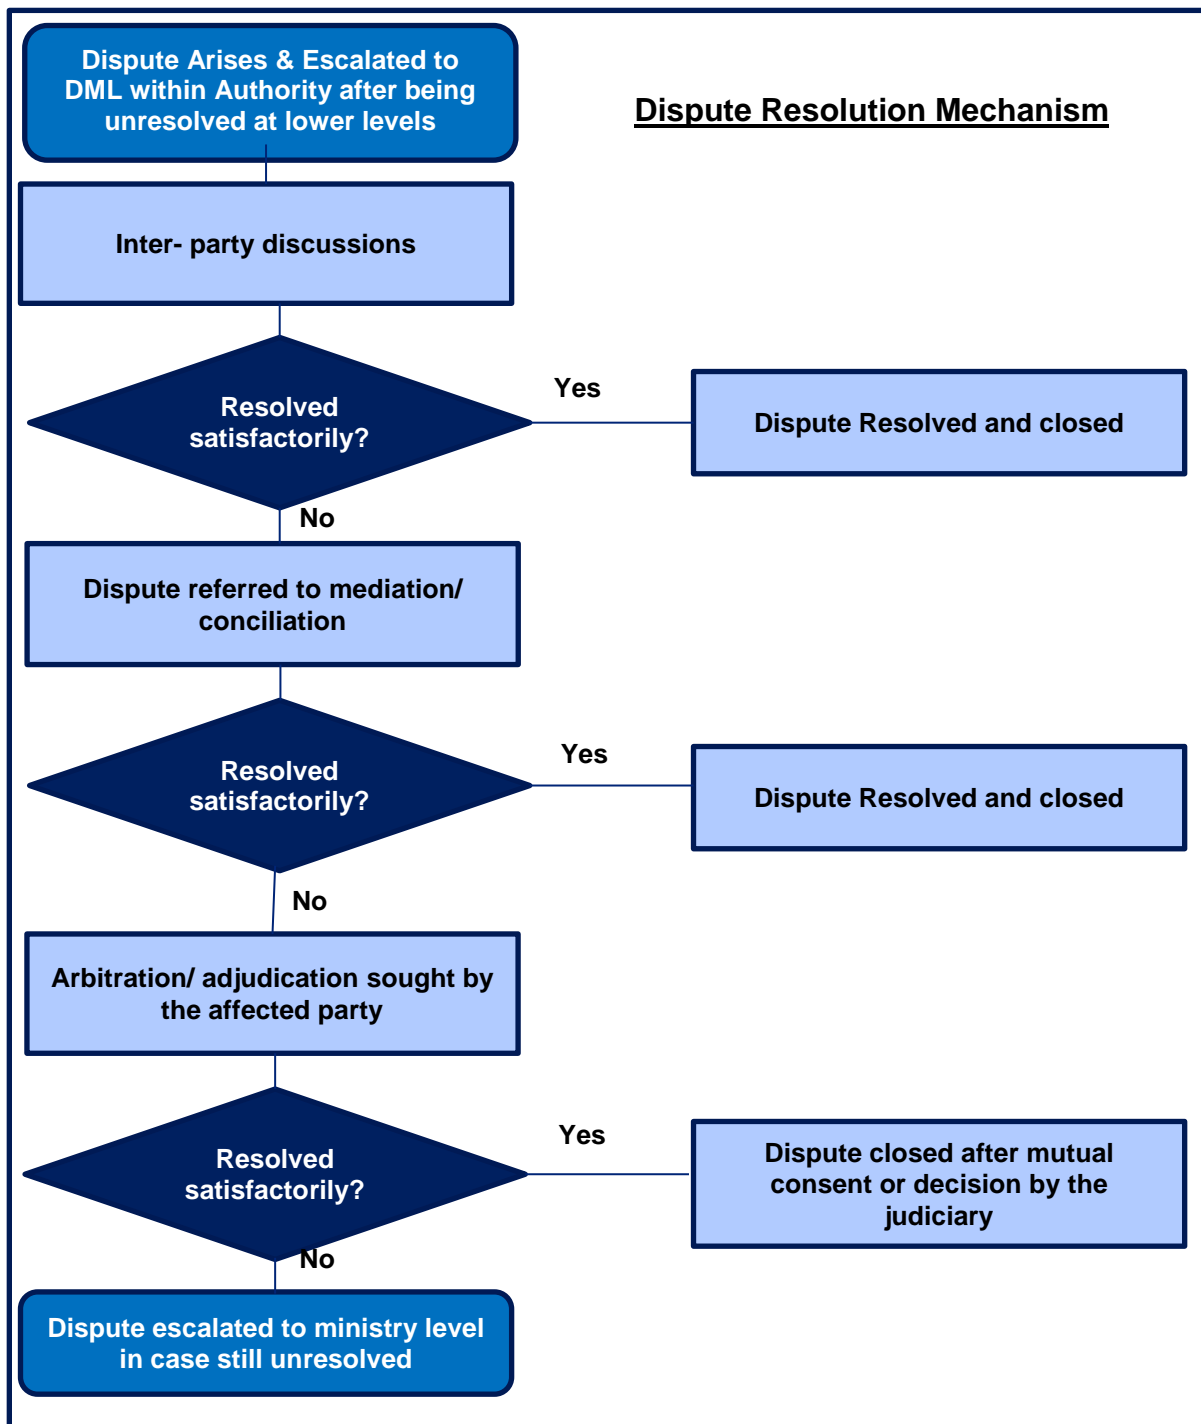 Dispute Arises & Escalated to
DML within Authority after being
unresolved at lower levels
Dispute Resolution Mechanism
Inter- party discussions
Resolved
satisfactorily?
Yes
Dispute Resolved and closed
No
Dispute referred to mediation/
conciliation
Resolved
satisfactorily?
Yes
Dispute Resolved and closed
No
Arbitration/ adjudication sought by
the affected party
Resolved
satisfactorily?
Yes
Dispute closed after mutual
consent or decision by the
judiciary
No
Dispute escalated to ministry level
in case still unresolved